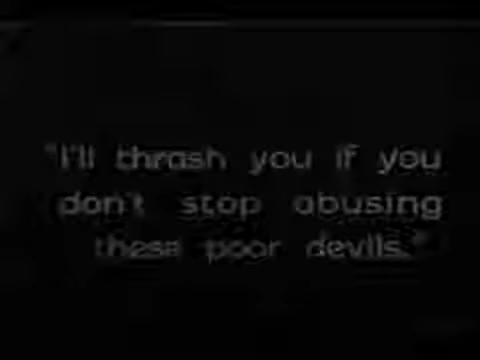 "I'll thrash you if you
don't stop abusing
these poor devils."